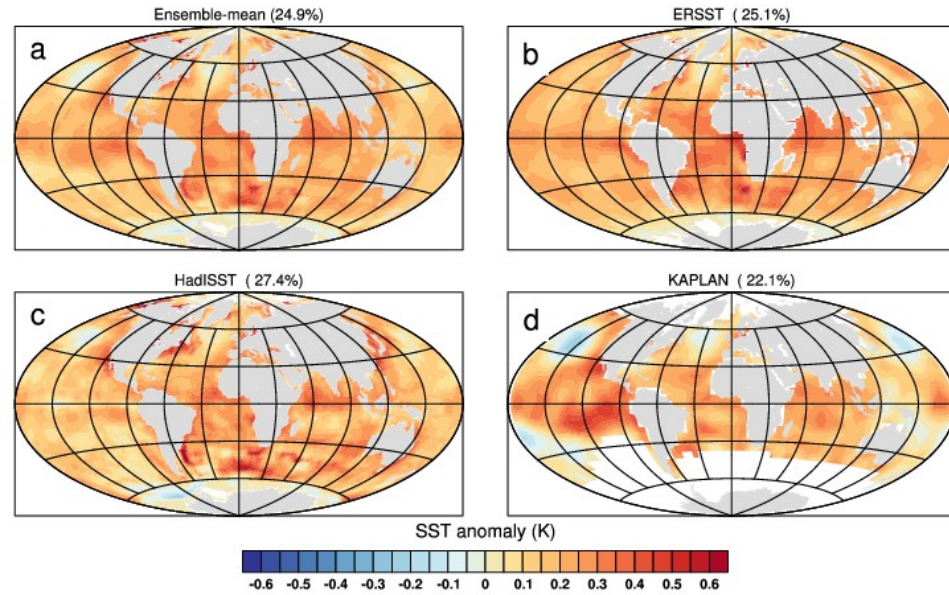 Ensemble-mean (24.9%)
ERSST ( 25.1%)
a
b
HadISST ( 27.4%)
KAPLAN ( 22.1%)
c
d
SST anomaly (K)
-0.6 -0.5 -0.4 -0.3 -0.2 -0.1 0 0.1 0.2 0.3 0.4 0.5 0.6